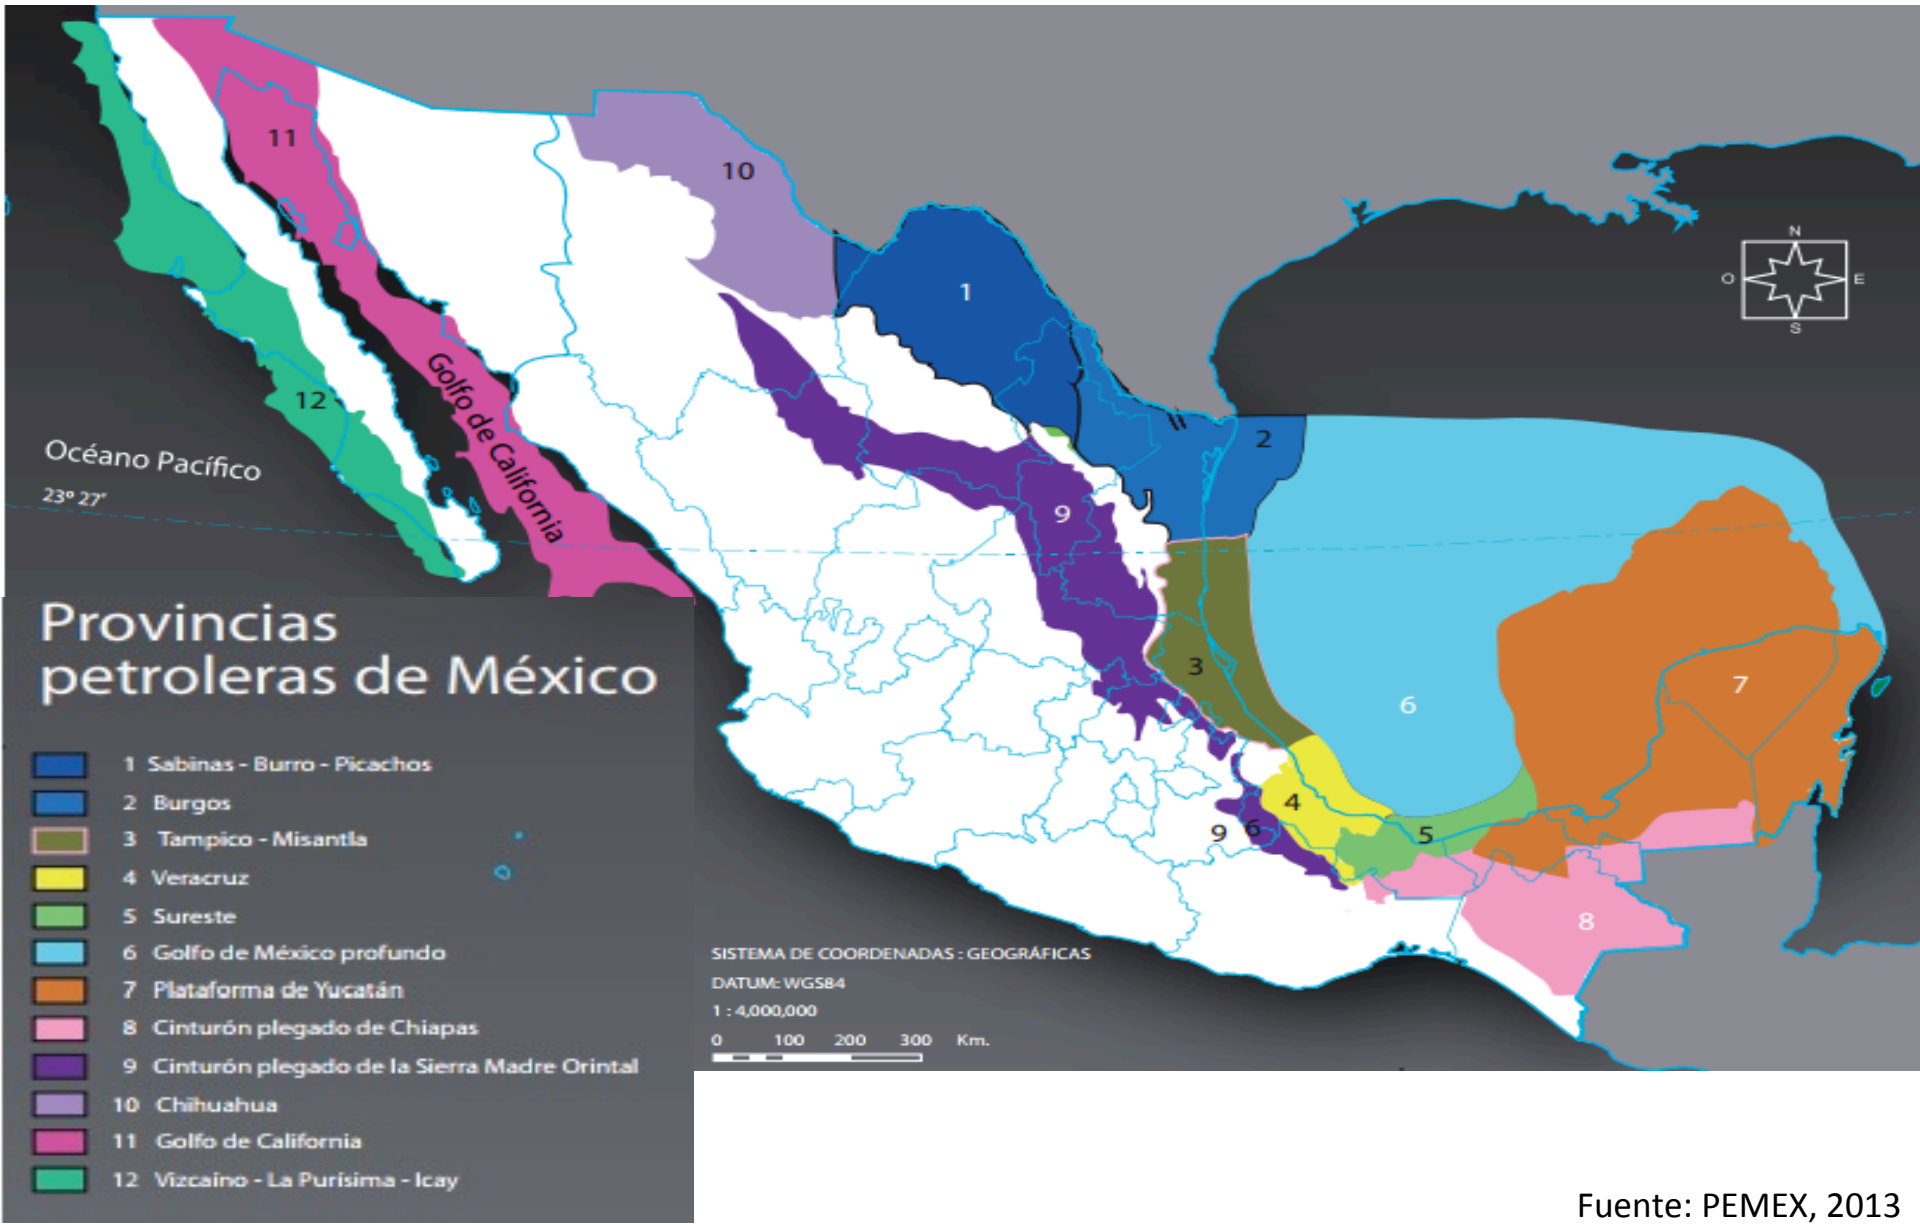 11
10
N
O
E
S
1
Golfo de California
12
2
Océano Pacífico
23° 27'
9
3
6
7
4
9
6
5
8
Provincias
petroleras de México
1 Sabinas - Burro - Picachos
2 Burgos
3 Tampico - Misantla
4 Veracruz
5 Sureste
6 Golfo de México profundo
7 Plataforma de Yucatán
8 Cinturón plegado de Chiapas
9 Cinturón plegado de la Sierra Madre Orintal
10 Chihuahua
11 Golfo de California
12 Vizcaíno - La Purísima - Icay
SISTEMA DE COORDENADAS : GEOGRÁFICAS
DATUM: WGS84
1 : 4,000,000
0 100 200 300 Km.
Fuente: PEMEX, 2013